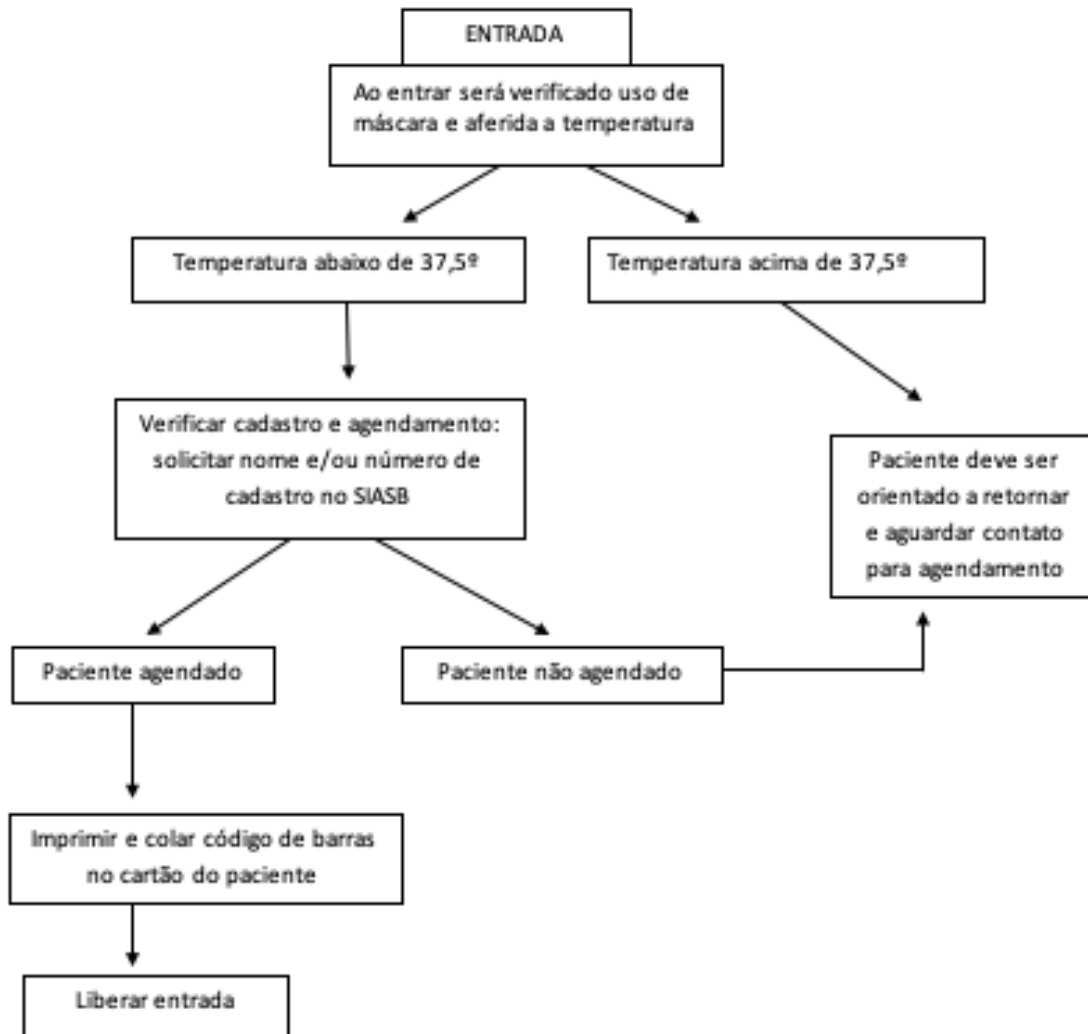 ENTRADA
Ao entrar será verificado uso de
máscara e aferida a temperatura
Temperatura abaixo de 37,5º
Temperatura acima de 37,5º
Verificar cadastro e agendamento:
solicitar nome e/ou número de
cadastro no SIASB
Paciente deve ser
orientado a retornar
e aguardar contato
para agendamento
Paciente agendado
Paciente não agendado
Imprimir e colar código de barras
no cartão do paciente
Liberar entrada